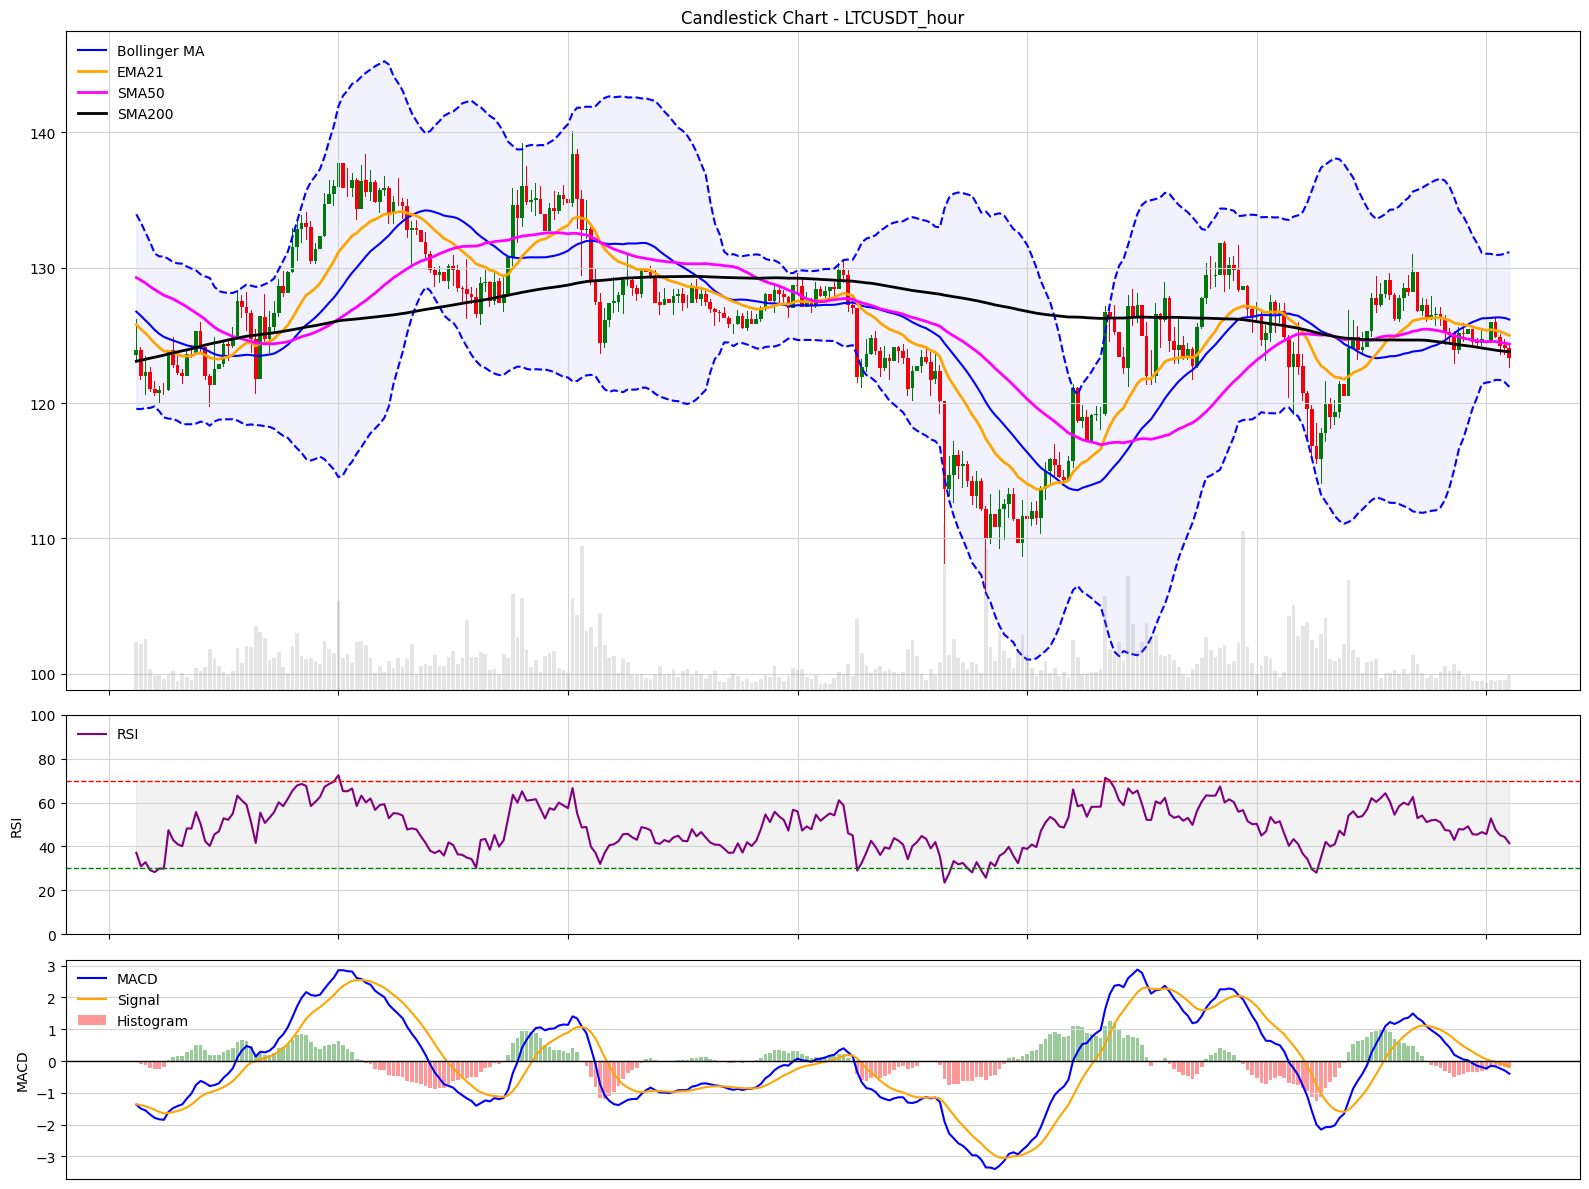 Candlestick Chart - LTCUSDT_hour
Bollinger MA
EMA21
SMA50
SMA200
140
130
120
110
100
100
RSI
80
60
40
20
0
RSI
3
MACD
2
Signal
1
Histogram
0
−1
−2
−3
MACD